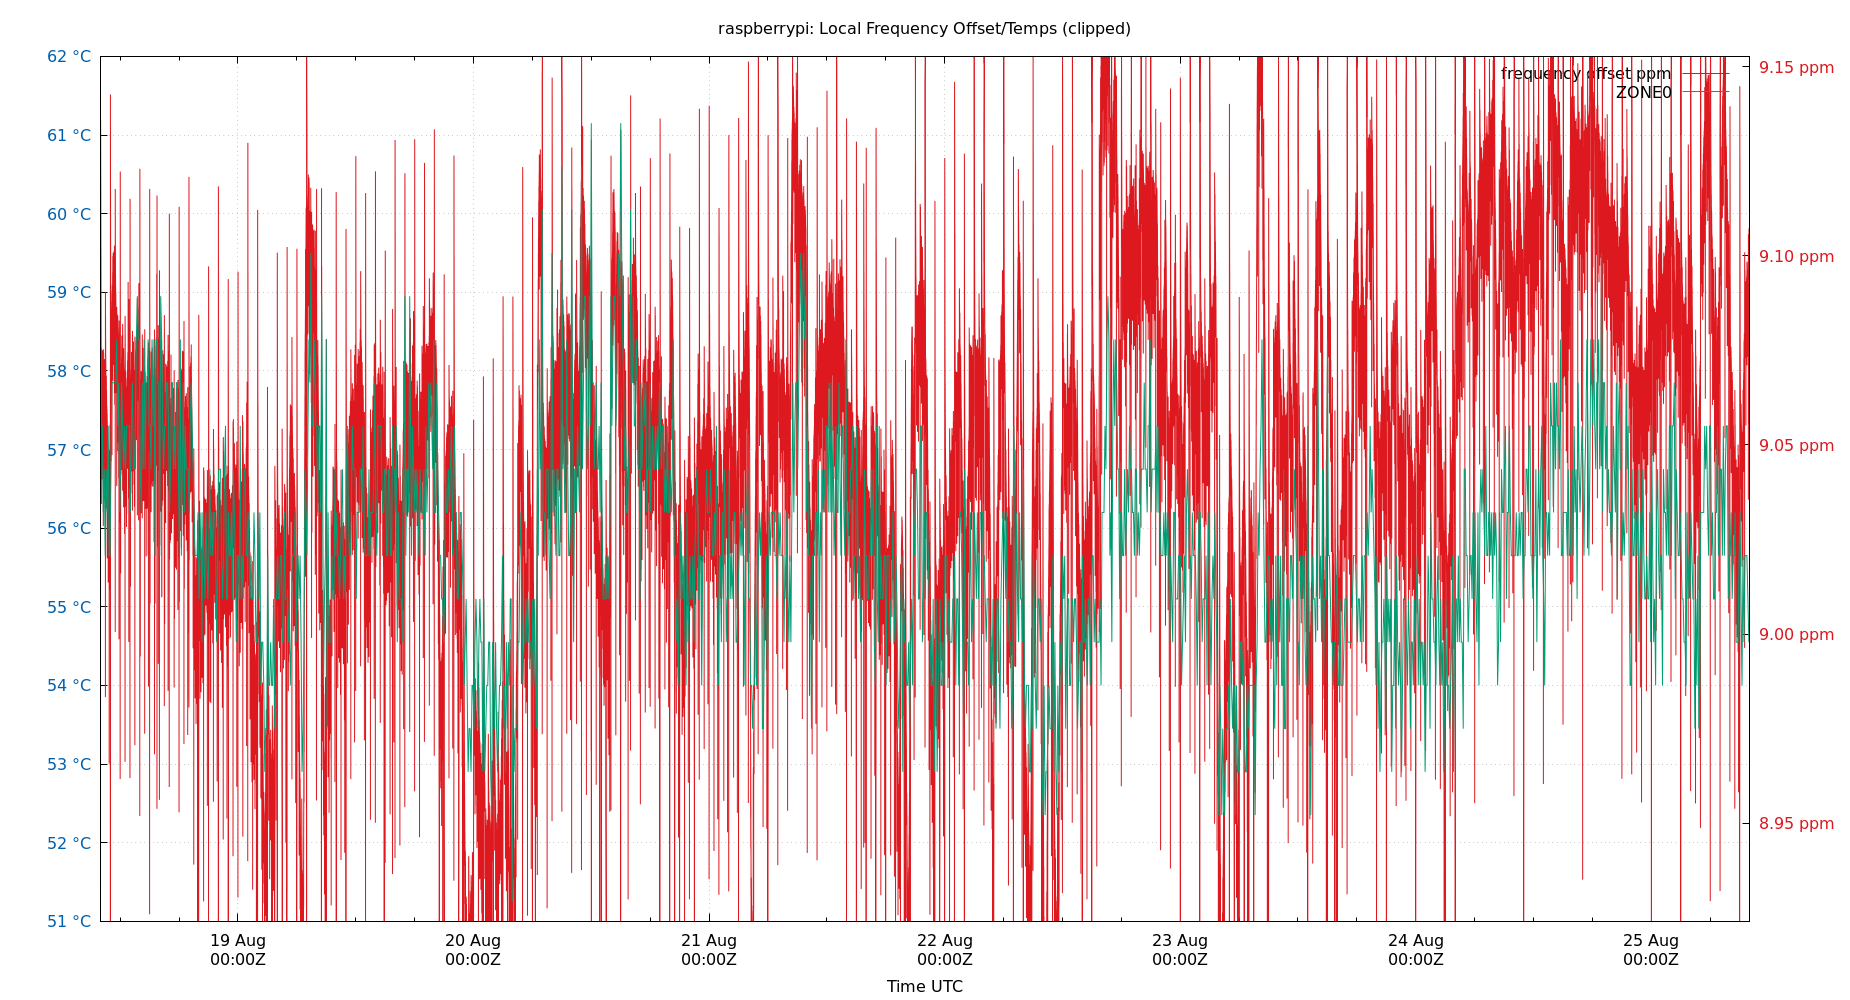 raspberrypi: Local Frequency Offset/Temps (clipped)
62 °C
61 °C
60 °C
59 °C
58 °C
57 °C
56 °C
55 °C
54 °C
53 °C
52 °C
51 °C
frequency offset ppm
ZONE0
9.15 ppm
9.10 ppm
9.05 ppm
9.00 ppm
8.95 ppm
19 Aug
00:00Z
20 Aug
00:00Z
21 Aug
00:00Z
22 Aug
00:00Z
23 Aug
00:00Z
24 Aug
00:00Z
25 Aug
00:00Z
Time UTC